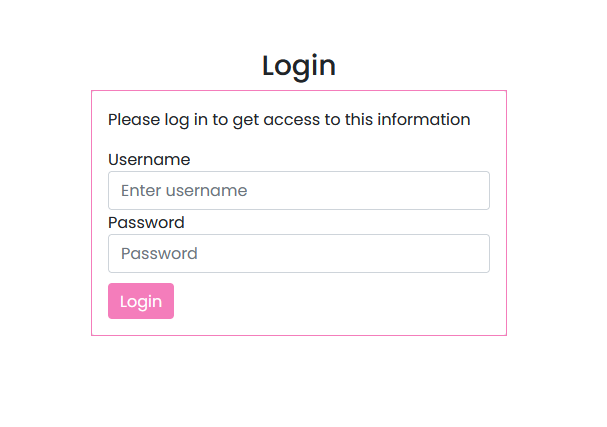 Login
Please log in to get access to this information
Username
Enter username
Password
Password
Login